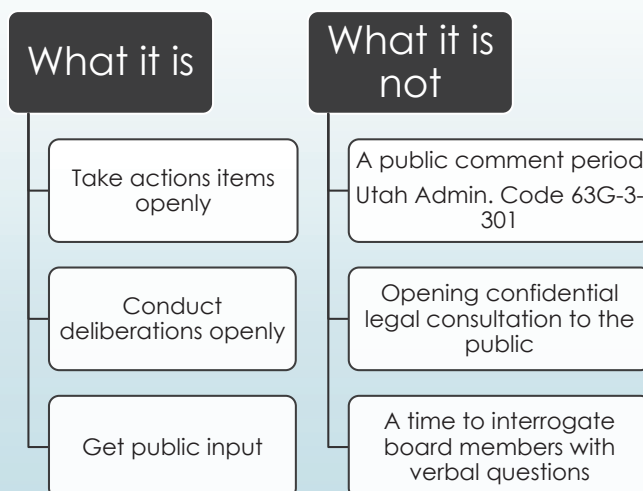 What it is
Take actions items
openly
Conduct
deliberations openly
Get public input
What it is
not
A public comment period
Utah Admin. Code 63G-3-
301
Opening confidential
legal consultation to the
public
A time to interrogate
board members with
verbal questions